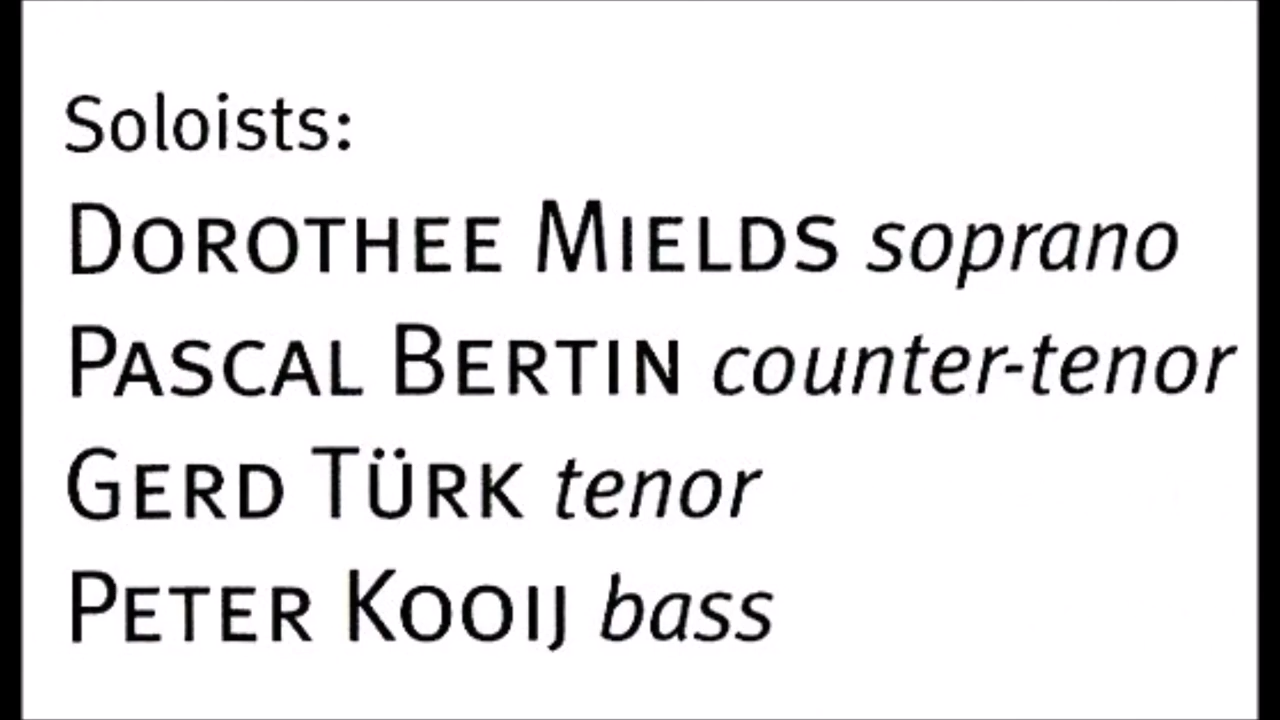 Soloists:
Dorothee Mields soprano
Pascal Bertin counter-tenor
Gerd Türk tenor
Peter Kooij bass